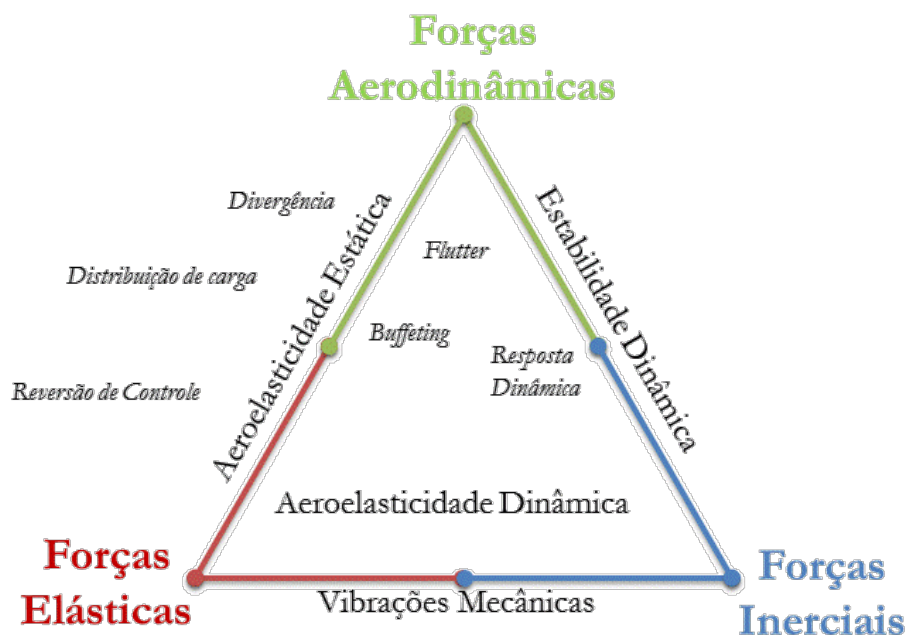 Forças
Aerodinâmicas
Divergência
Distribuição de carga
Reversão de Controle
Aeroelasticidade Estática
Flutter
Buffeting
Resposta
Dinâmica
Estabilidade Dinâmica
Aeroelasticidade Dinâmica
Forças
Elásticas
Vibrações Mecânicas
Forças
Inerciais